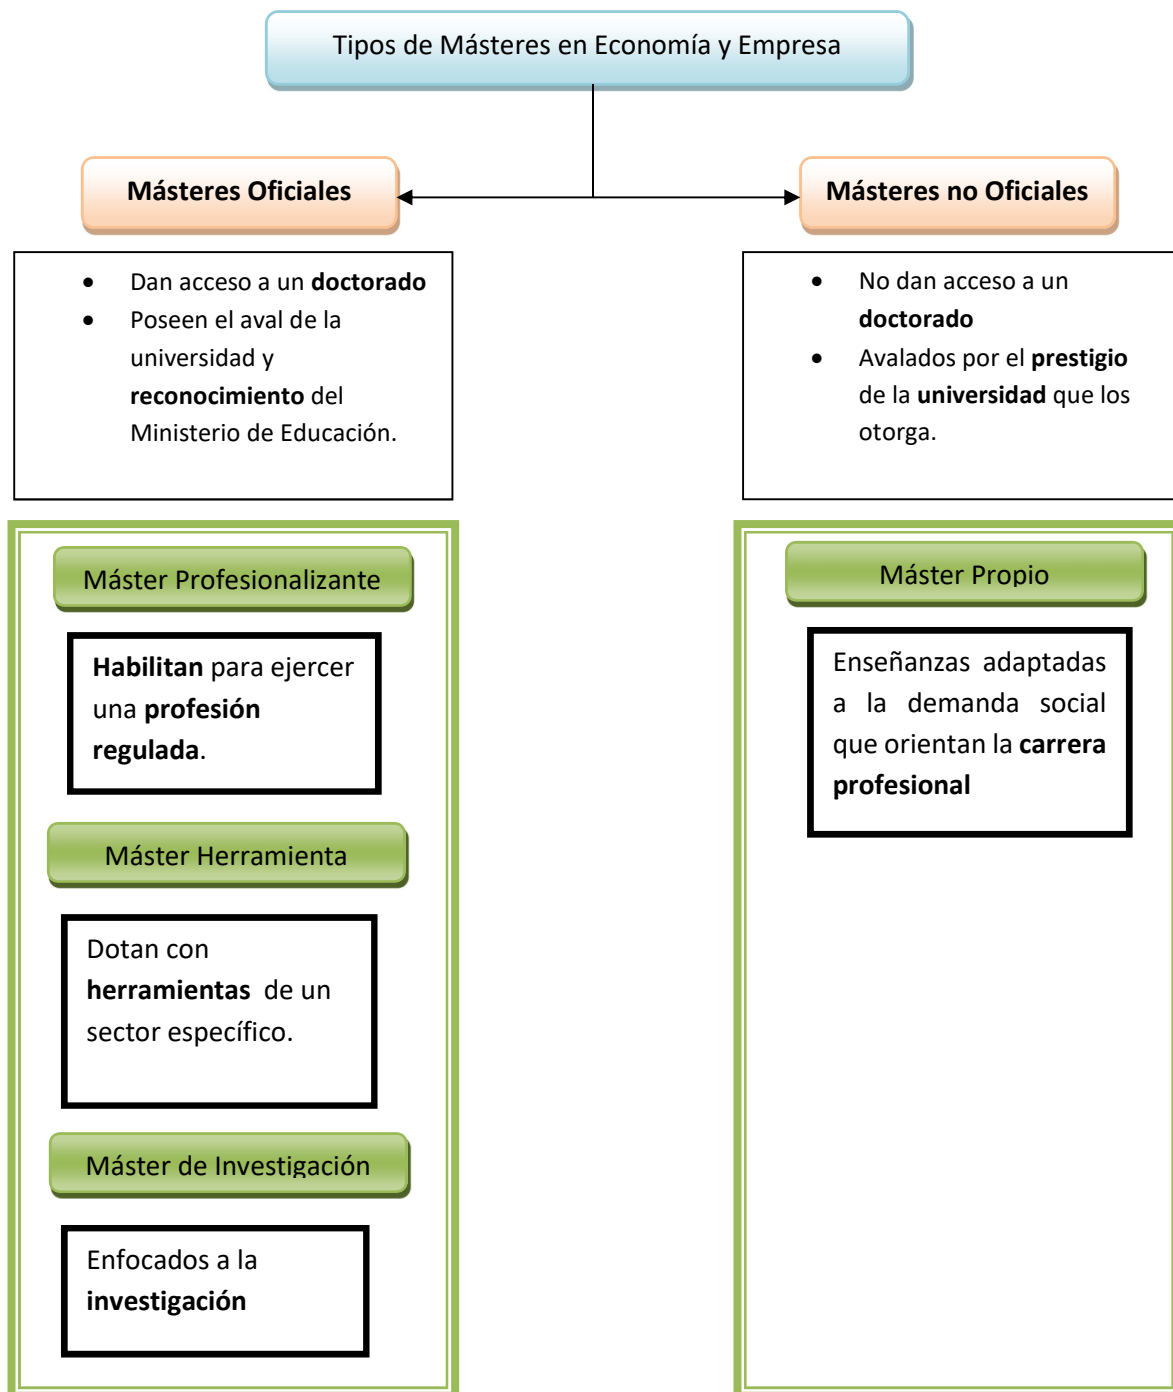 Tipos de Másteres en Economía y Empresa
Másteres Oficiales
Másteres no Oficiales
• Dan acceso a un doctorado
• Poseen el aval de la
universidad y
reconocimiento del
Ministerio de Educación.
• No dan acceso a un
doctorado
• Avalados por el prestigio
de la universidad que los
otorga.
Máster Profesionalizante
Habilitan para ejercer
una profesión
regulada.
Máster Herramienta
Dotan con
herramientas de un
sector específico.
Máster de Investigación
Enfocados a la
investigación
Máster Propio
Enseñanzas adaptadas
a la demanda social
que orientan la carrera
profesional